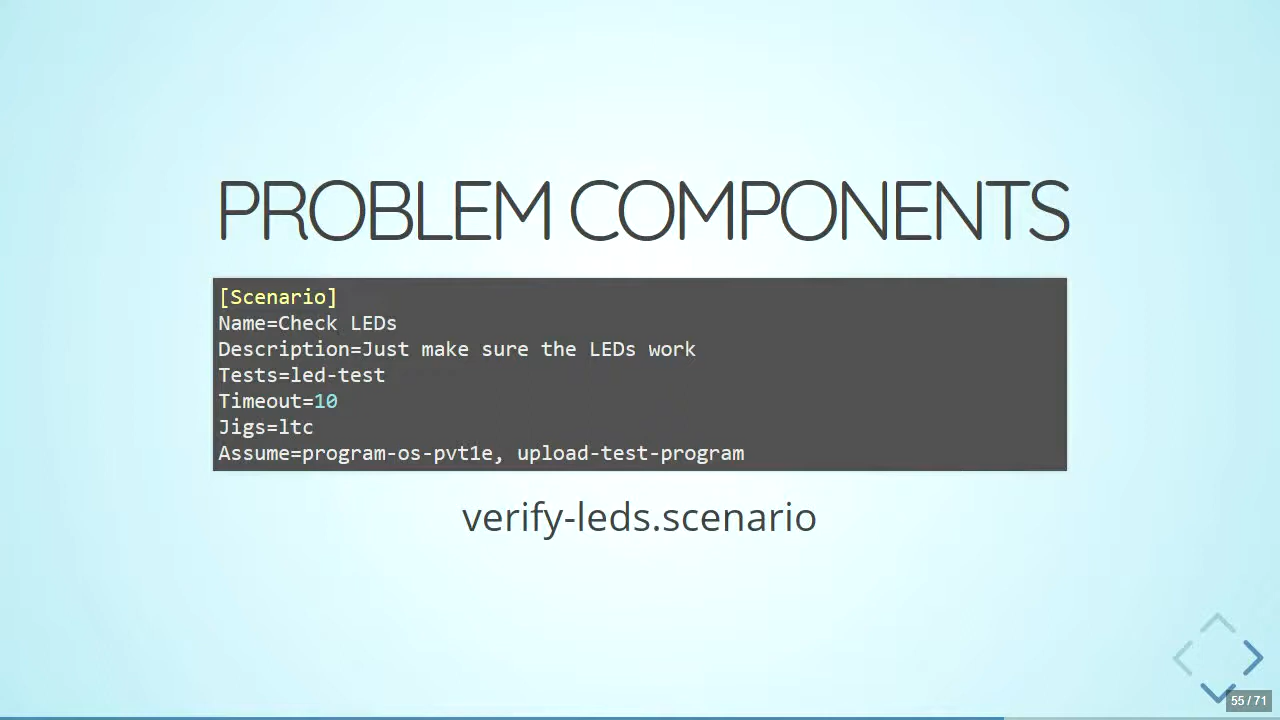 PROBLEM COMPONENTS
[Scenario]
Name=Check LEDs
Description=Just make sure the LEDs work
Tests=led-test
Timeout=10
Jigs=ltc
Assume=program-os-pvt1e, upload-test-program
verify-leds.scenario
55 / 71